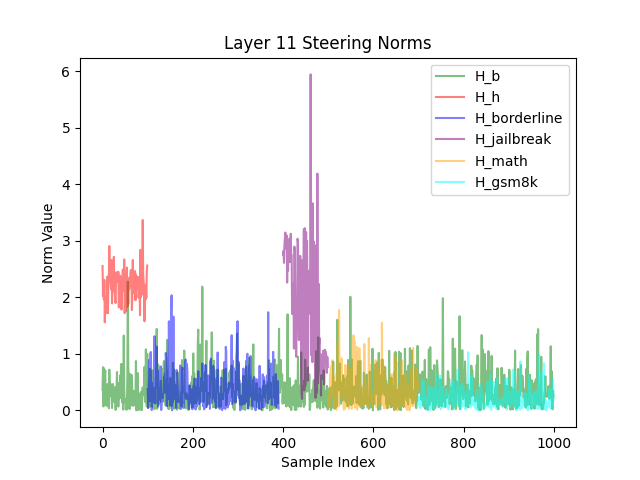 Layer 11 Steering Norms
Norm Value
6
5
4
3
2
1
0
H_b
H_h
H_borderline
H_jailbreak
H_math
H_gsm8k
0 200 400 600 800 1000
Sample Index